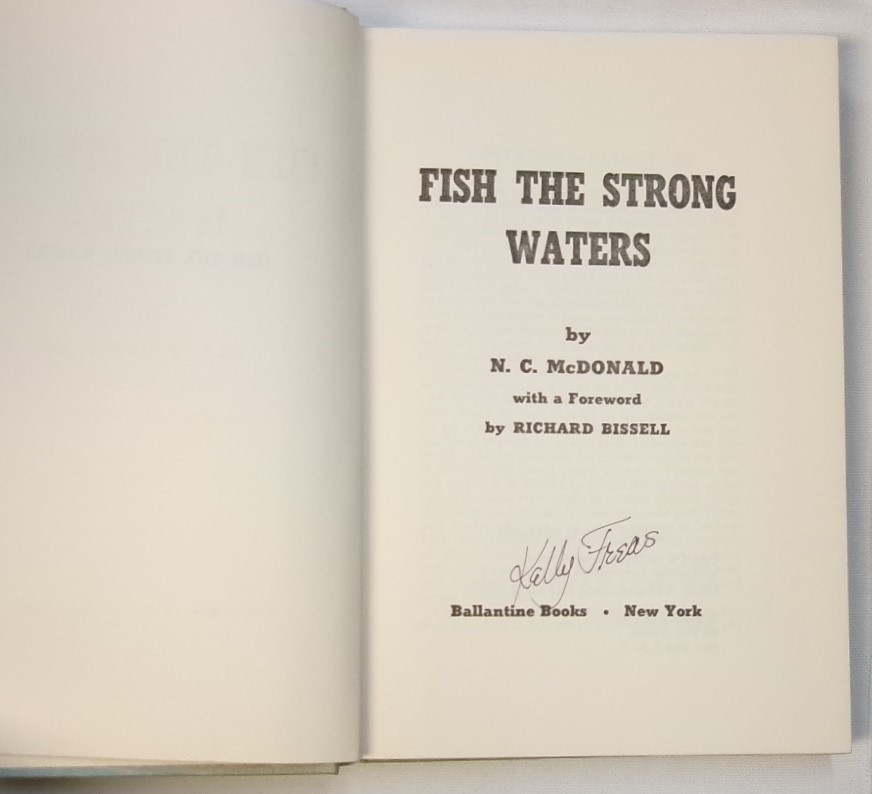 FISH THE STRONG
WATERS
by
N. C. McDONALD
with a Foreword
by RICHARD BISSELL
Kelly Freas
Ballantine Books • New York